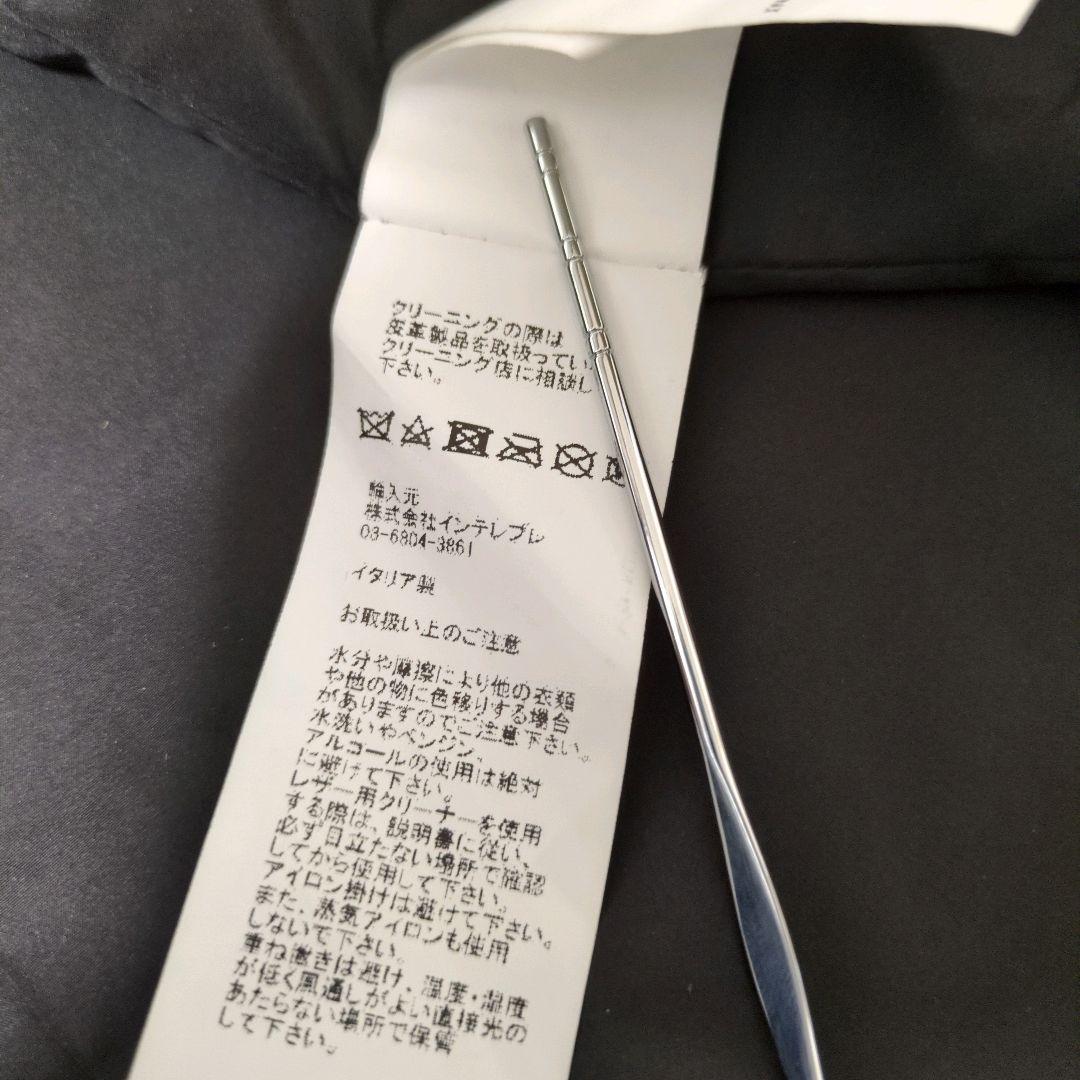 クリーニングの際は
皮革製品を取扱ってい
クリーニング店に相談し
下さい。
輸入元
株式会社インテレプレ
03-6804-3861
イタリア製
お取扱い上のご注意
水分や摩擦により他の衣類
や他の物に色移りする場合
がありますのでご注意下さい。
水洗いやベンジン、
アルコールの使用は絶対
に避けて下さい。
レザー用クリーナーを使用
する際は、説明書に従い、
必ず目立たない場所で確認
してから使用して下さい。
アイロン掛けは避けて下さい。
また、蒸気アイロンも使用
しないで下さい。
重ね置きは避け、温度・湿度
が低く風通しがよい直接光の
あたらない場所で保管
して下さい。